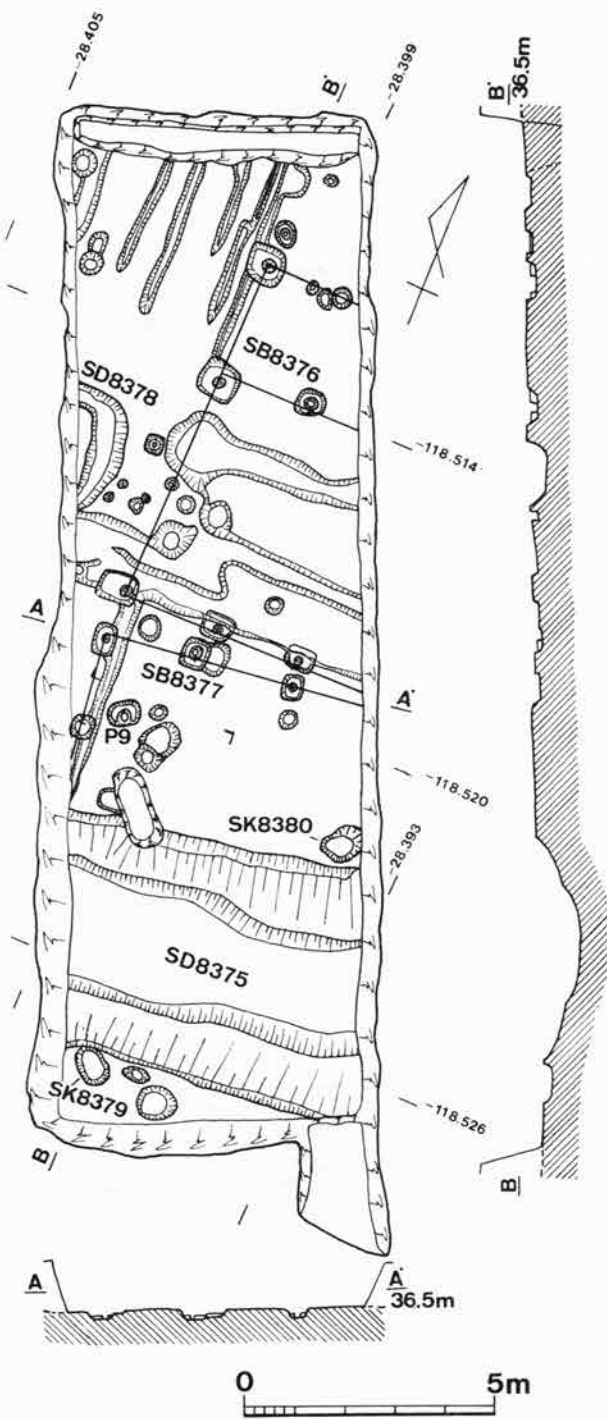 -28.405
-28.399
B'
B' 36.5m
SB8376
SD8378
-118.514
A
SB8377
A'
P9
-118.520
SK8380
-28.393
SD8375
SK8379
-118.526
B
B
A
A'
36.5m
0 5m